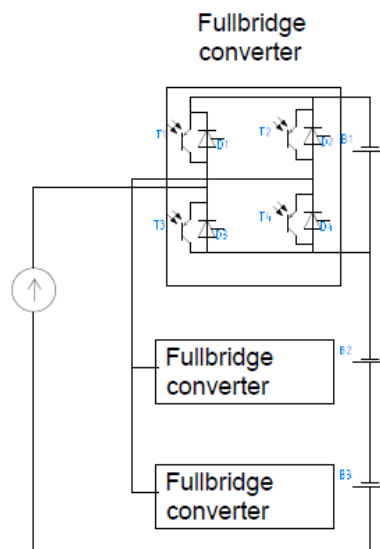 Fullbridge
converter
T1
D1
T2
D2
B1
T3
D3
T4
D4
Fullbridge
converter
B2
Fullbridge
converter
B3